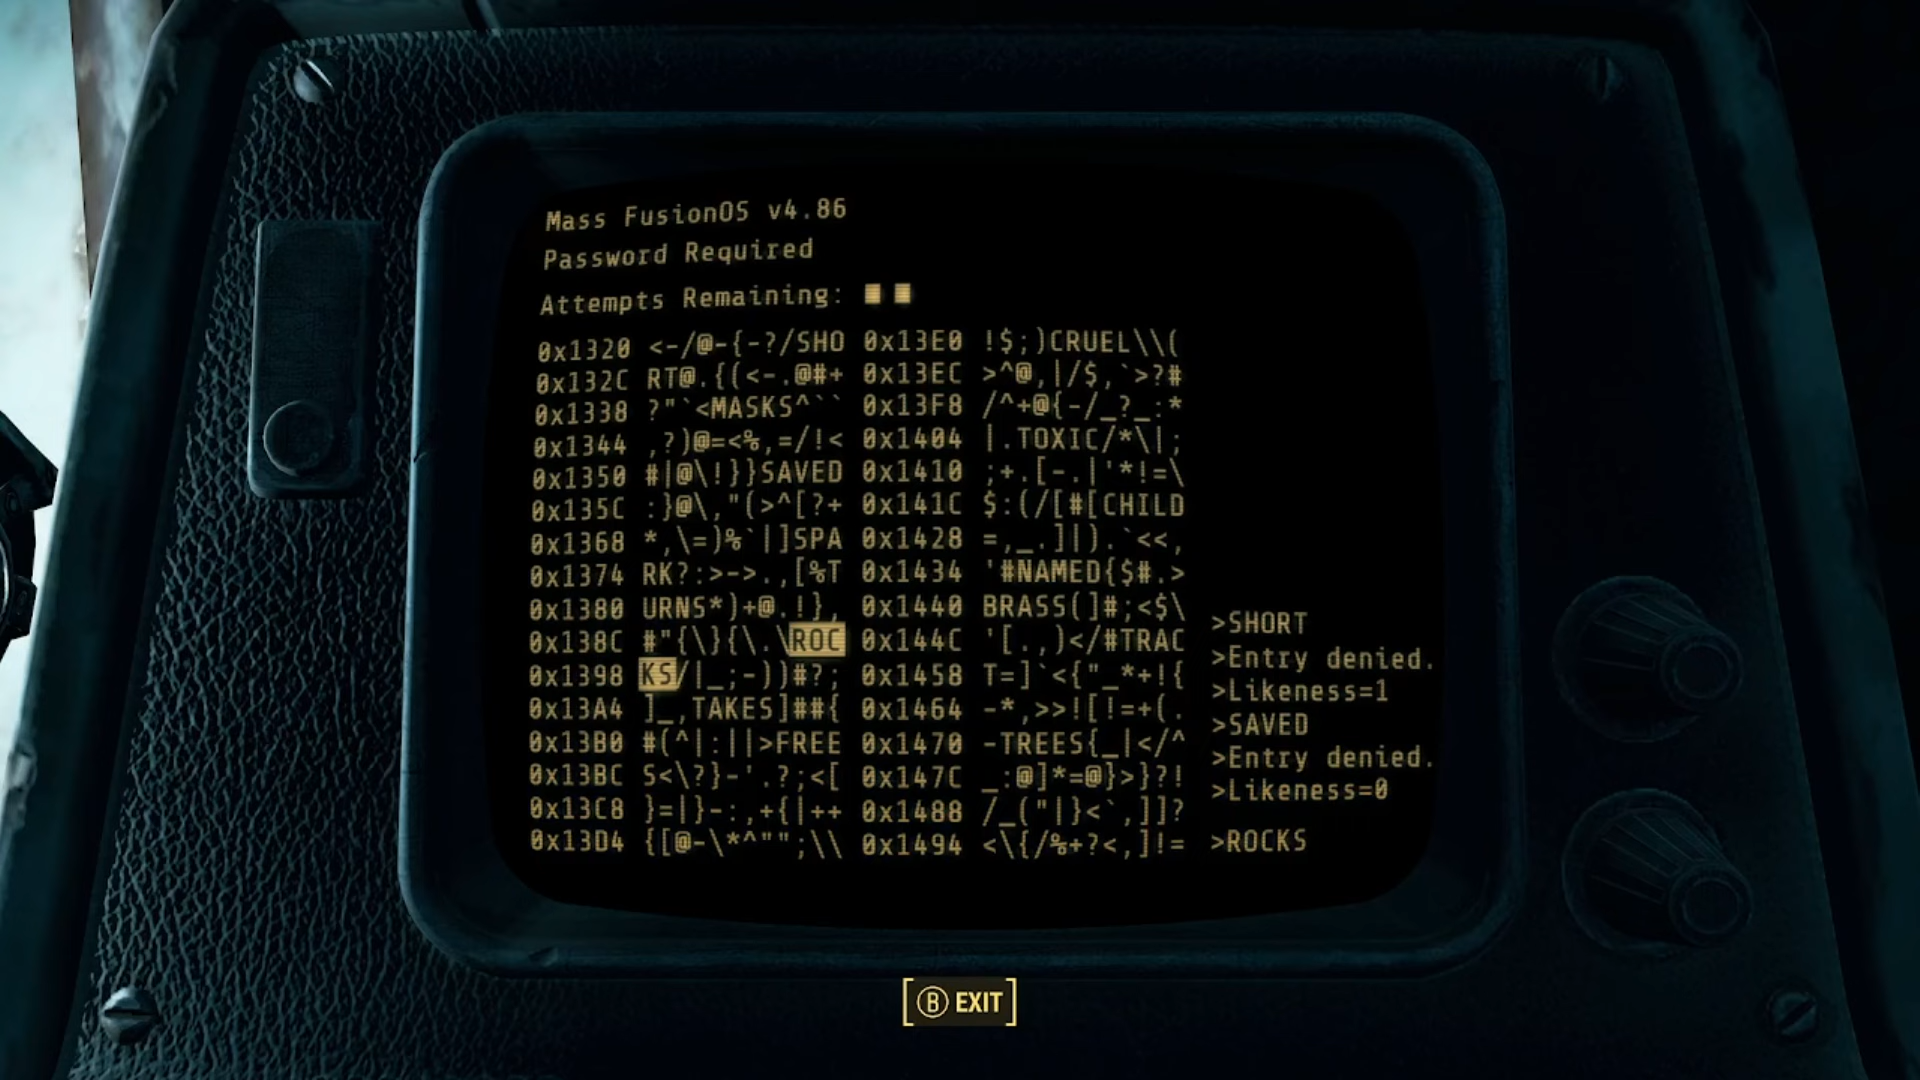 Mass FusionOS v4.86
Password Required
Attempts Remaining: ■ ■
0x1320 <-/@-{-?/SHO 0x13E0 !$;)CRUEL\\(
0x132C RT@.{(<-.@#+ 0x13EC >^@,|/$,`>?#
0x1338 ?"`<MASKS^`` 0x13F8 /^+@{-/_?_:*
0x1344 ,?)@=<%,=/!< 0x1404 |.TOXIC/*\|;
0x1350 #|@\!}}SAVED 0x1410 ;+.[-.|'*!=\
0x135C :}@\,"(>^[?+ 0x141C $:(/[#[CHILD
0x1368 *,\=)%`|]SPA 0x1428 =,_.]|).`<<,
0x1374 RK?:>->.,[%T 0x1434 '#NAMED{$#.>
0x1380 URNS*)+@.!}, 0x1440 BRASS(]#;<$\
0x138C #"{\}{\.\ROC 0x144C '[.,)</#TRAC
0x1398 KS/|_;-))#?; 0x1458 T=]`<{"_*+!{
0x13A4 ]_,TAKES]##{ 0x1464 -*,>>![!=+(.
0x13B0 #(^|:||>FREE 0x1470 -TREES{_|</^
0x13BC S<\?}-'.?;<[ 0x147C _:@]*=@}>}?!
0x13C8 }=|}-:,+{|++ 0x1488 /_("|}<`,]]?
0x13D4 {[@-\*^"";\\ 0x1494 <\{/%+?<,]!=
>SHORT
>Entry denied.
>Likeness=1
>SAVED
>Entry denied.
>Likeness=0
>ROCKS
[Ⓑ EXIT]